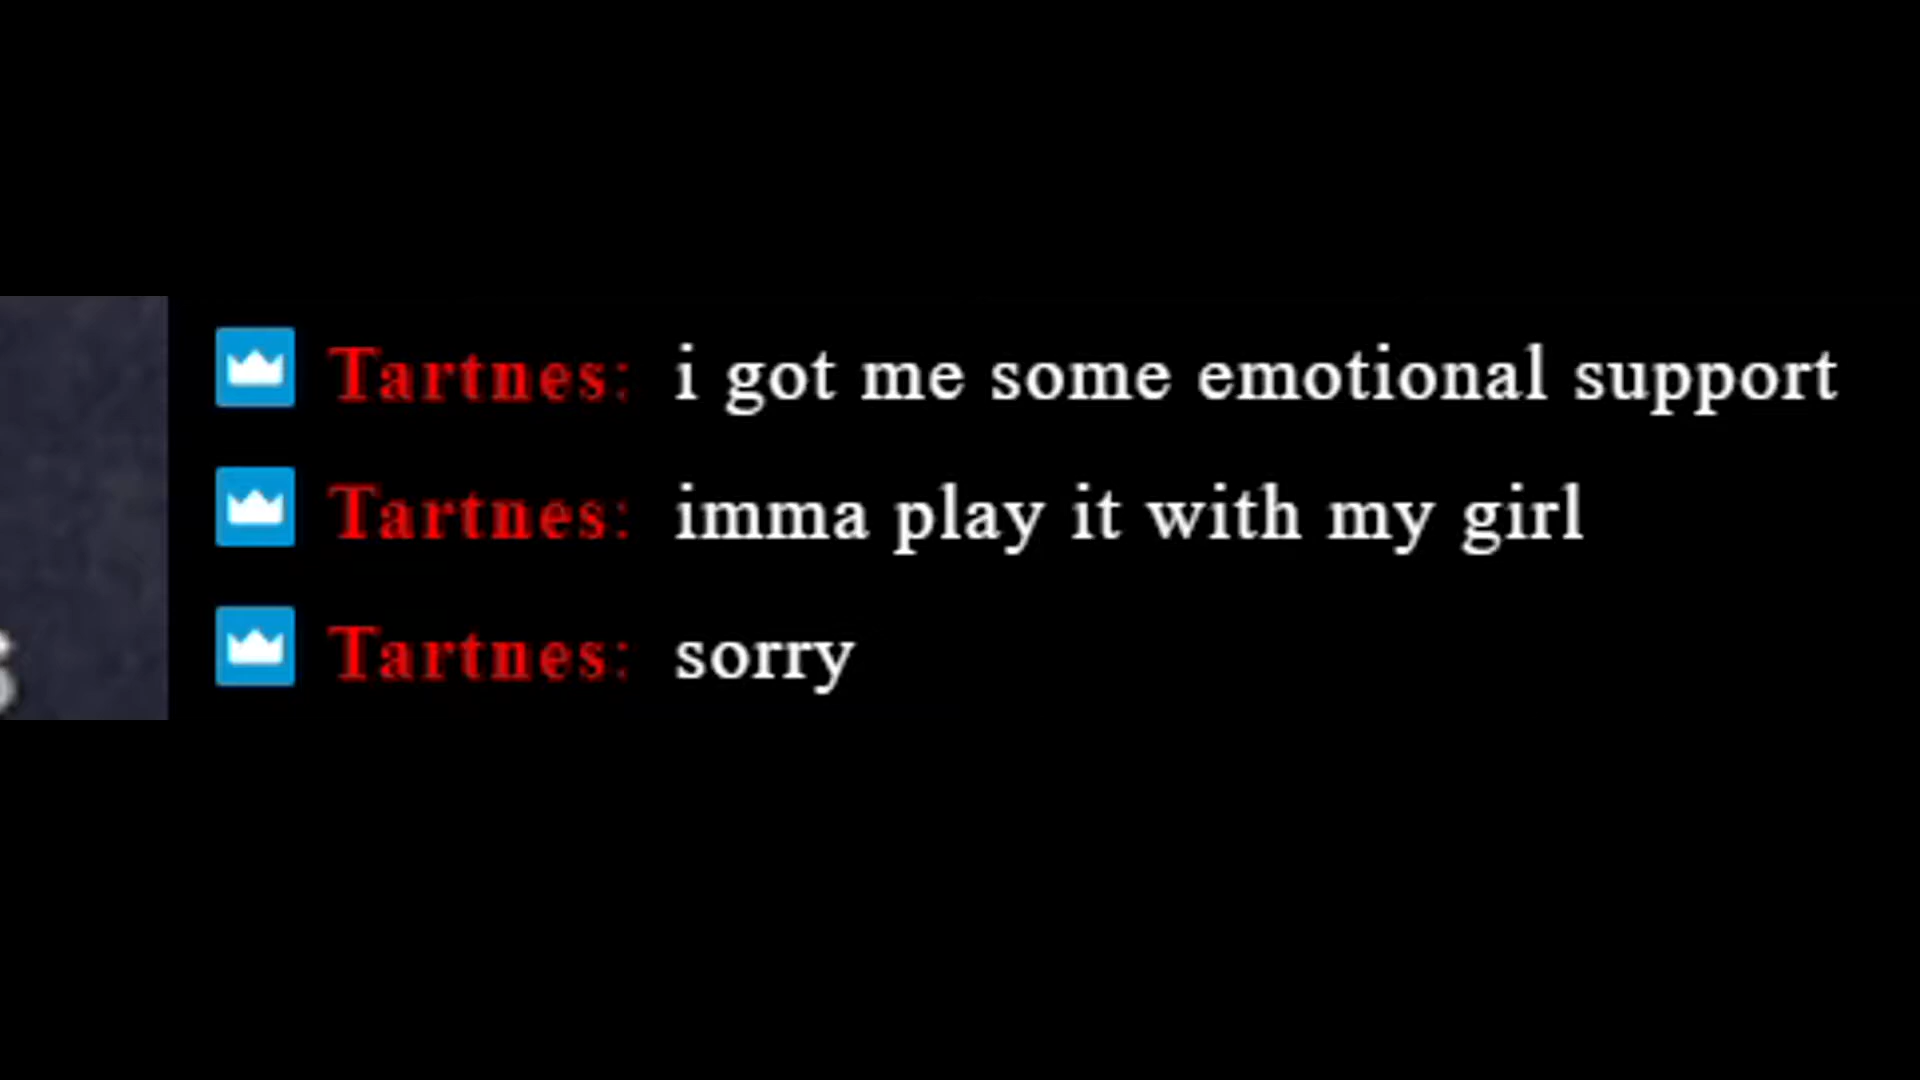 Tartnes: i got me some emotional support
Tartnes: imma play it with my girl
Tartnes: sorry